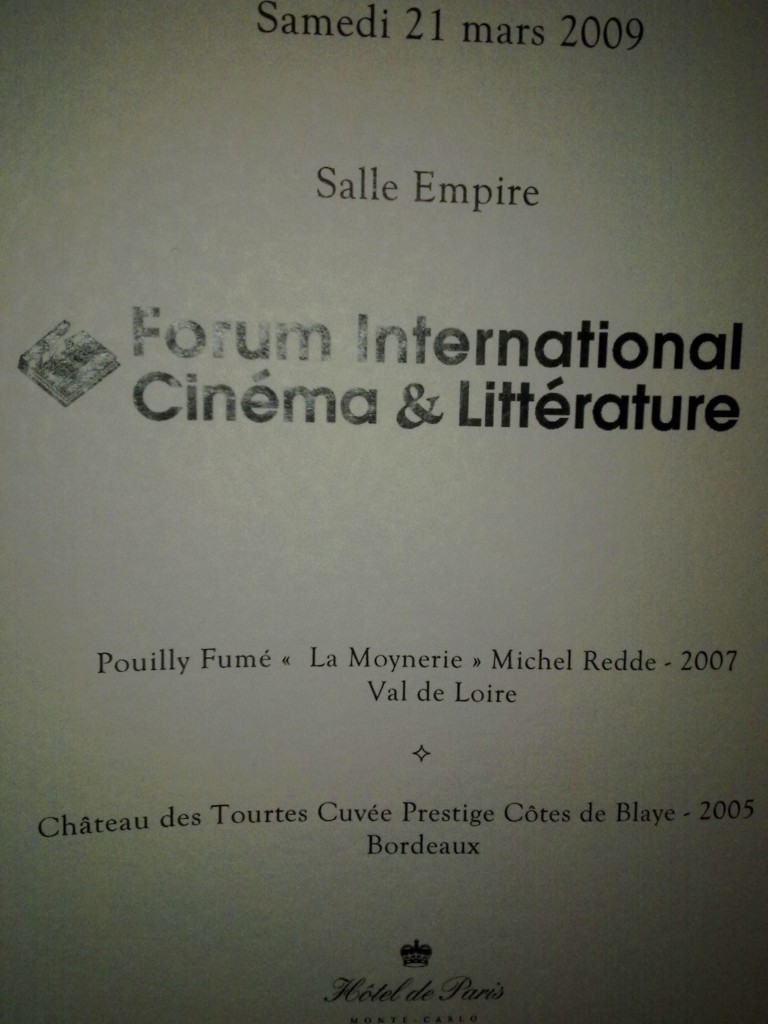 Samedi 21 mars 2009
Salle Empire
Forum International
Cinéma & Littérature
Pouilly Fumé « La Moynerie » Michel Redde - 2007
Val de Loire
Château des Tourtes Cuvée Prestige Côtes de Blaye - 2005
Bordeaux
Hôtel de Paris
MONTE-CARLO